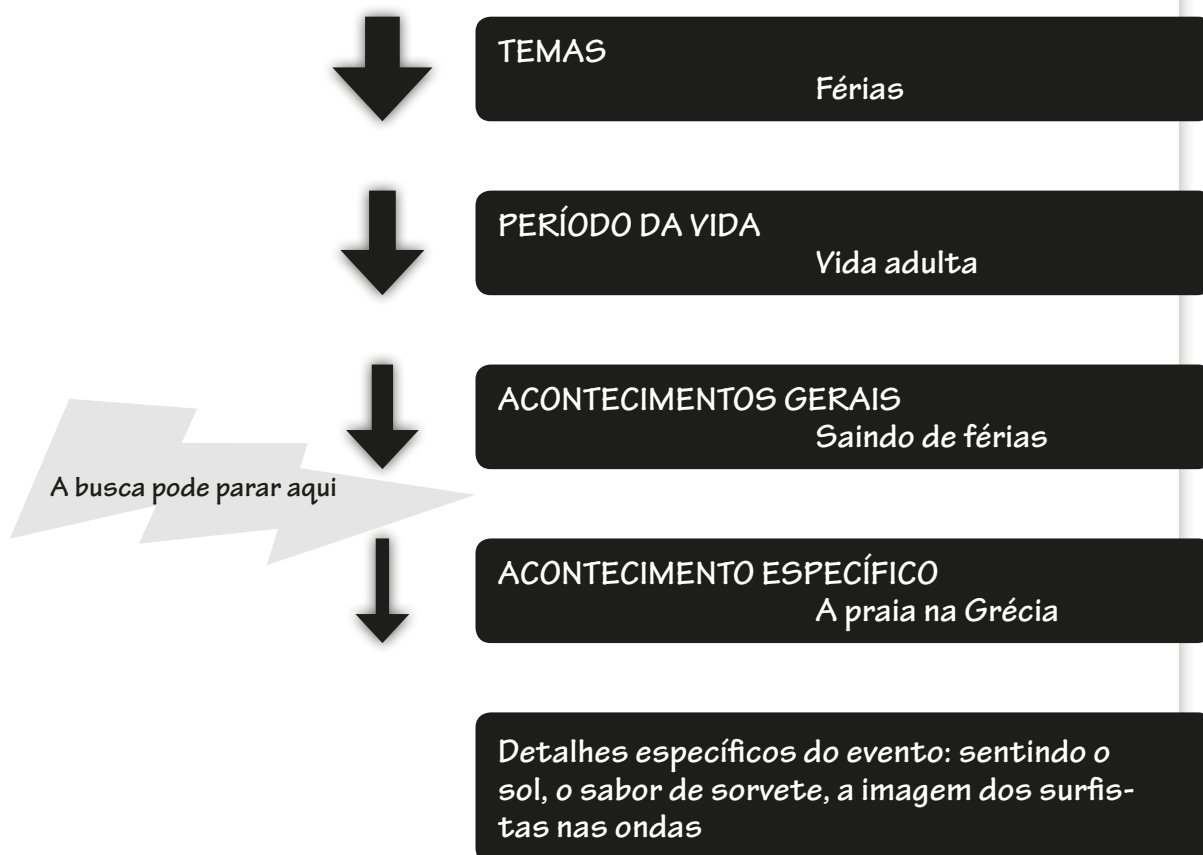 TEMAS
Férias
PERÍODO DA VIDA
Vida adulta
ACONTECIMENTOS GERAIS
Saindo de férias
A busca pode parar aqui
ACONTECIMENTO ESPECÍFICO
A praia na Grécia
Detalhes específicos do evento: sentindo o
sol, o sabor de sorvete, a imagem dos surfis-
tas nas ondas